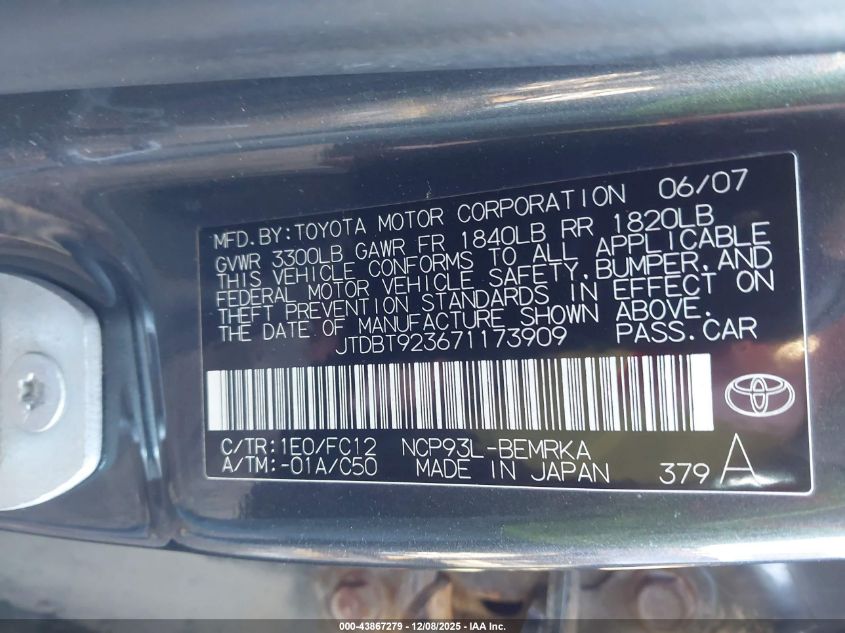 MFD.BY:TOYOTA MOTOR CORPORATION 06/07
GVWR 3300LB GAWR FR 1840LB RR 1820LB
THIS VEHICLE CONFORMS TO ALL APPLICABLE
FEDERAL MOTOR VEHICLE SAFETY,BUMPER,AND
THEFT PREVENTION STANDARDS IN EFFECT ON
THE DATE OF MANUFACTURE SHOWN ABOVE.
JTDBT923671173909 PASS.CAR
C/TR:1E0/FC12 NCP93L-BEMRKA
A/TM:-01A/C50 MADE IN JAPAN 379 A
000-43867279 - 12/08/2025 - IAA Inc.